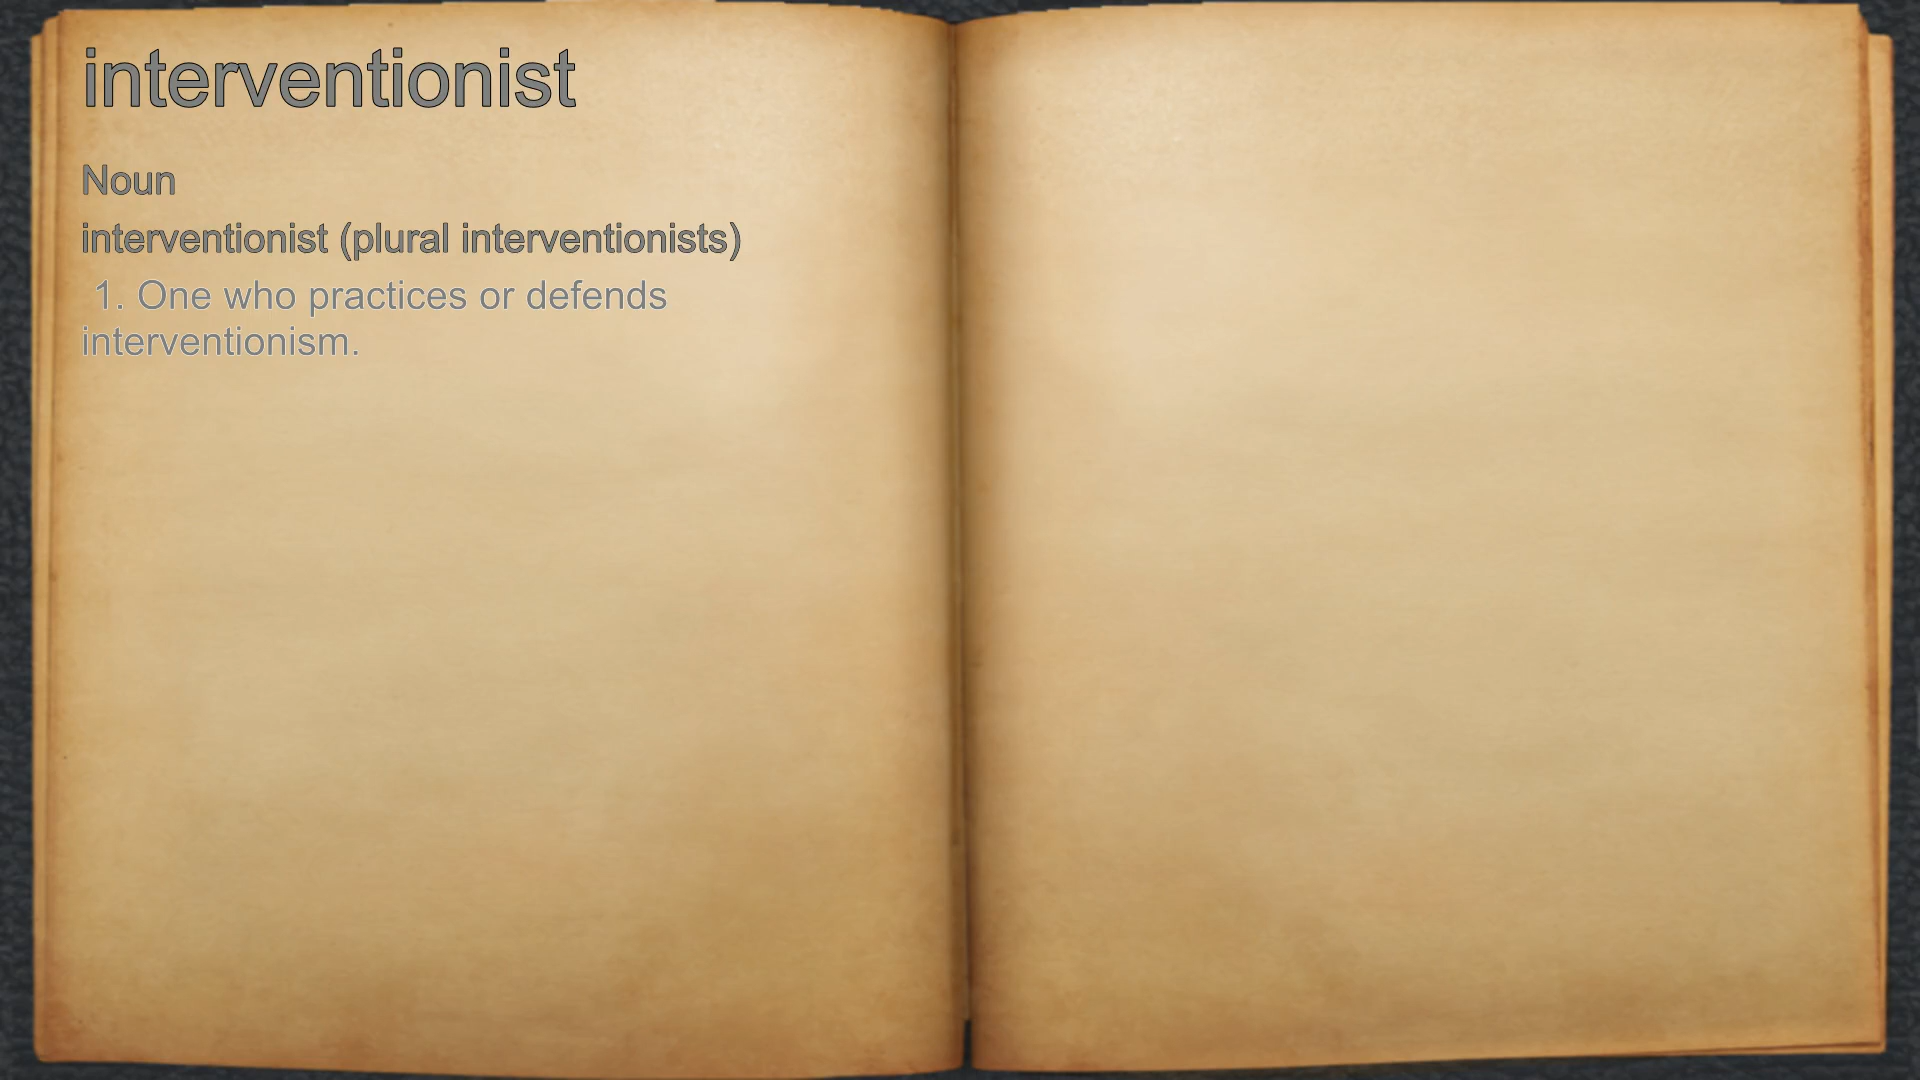 interventionist
Noun
interventionist (plural interventionists)
1. One who practices or defends
interventionism.